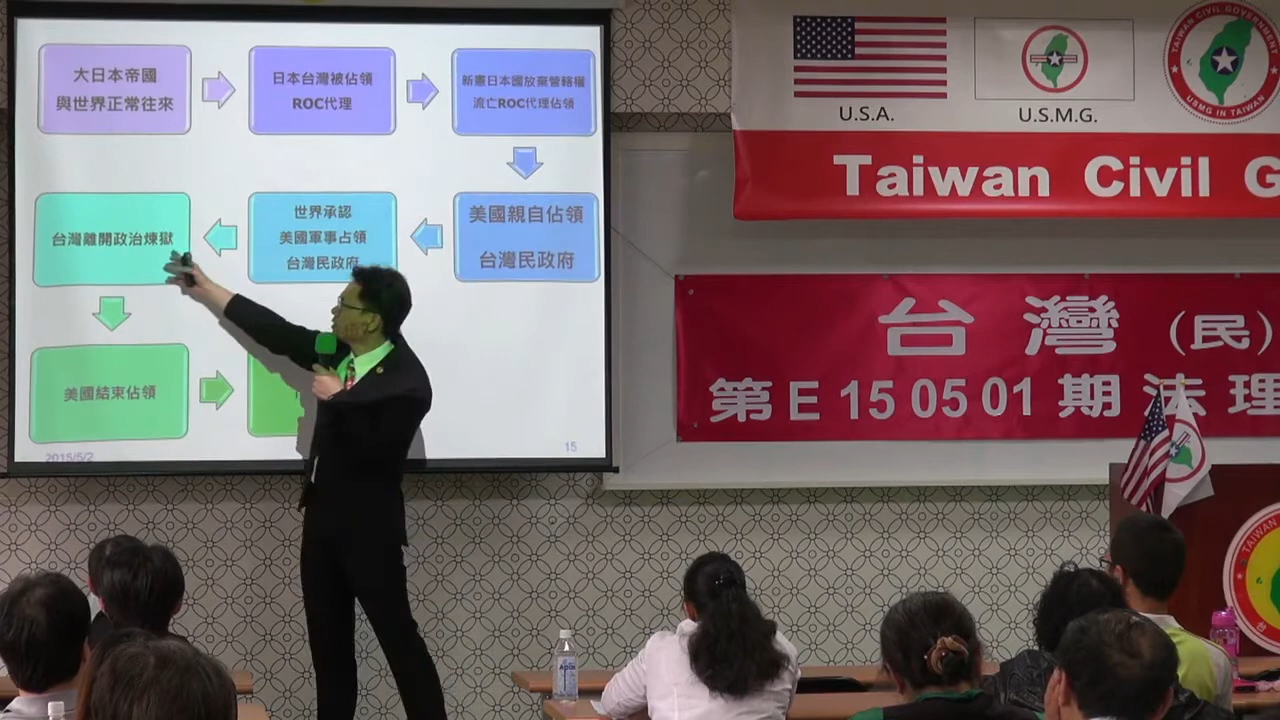 大日本帝國
與世界正常往來
日本台灣被佔領
ROC代理
新憲日本國放棄管轄權
流亡ROC代理佔領
台灣離開政治煉獄
世界承認
美國軍事占領
台灣民政府
美國親自佔領
台灣民政府
美國結束佔領
2015/5/2
15
U.S.A.
U.S.M.G.
TAIWAN CIVIL GOVERNMENT
USMG IN TAIWAN
Taiwan Civil G
台灣(民)
第E150501期法理
TAIWAN